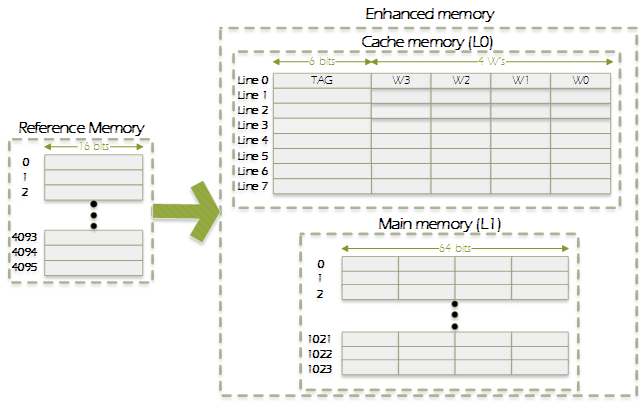 Enhanced memory
Cache memory (L0)
6 bits
4 W's
Line 0 TAG W3 W2 W1 W0
Line 1
Line 2
Line 3
Line 4
Line 5
Line 6
Line 7
Reference Memory
16 bits
0
1
2
4093
4094
4095
Main memory (L1)
64 bits
0
1
2
1021
1022
1023